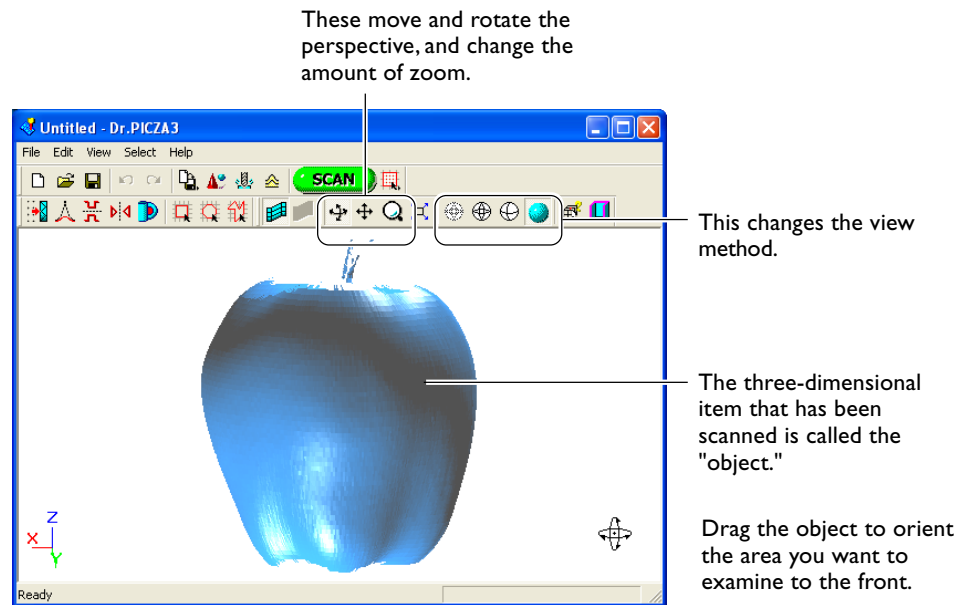 These move and rotate the
perspective, and change the
amount of zoom.
Untitled - Dr.PICZA3
File Edit View Select Help
SCAN
This changes the view
method.
The three-dimensional
item that has been
scanned is called the
"object."
Z
X
Y
Drag the object to orient
the area you want to
examine to the front.
Ready